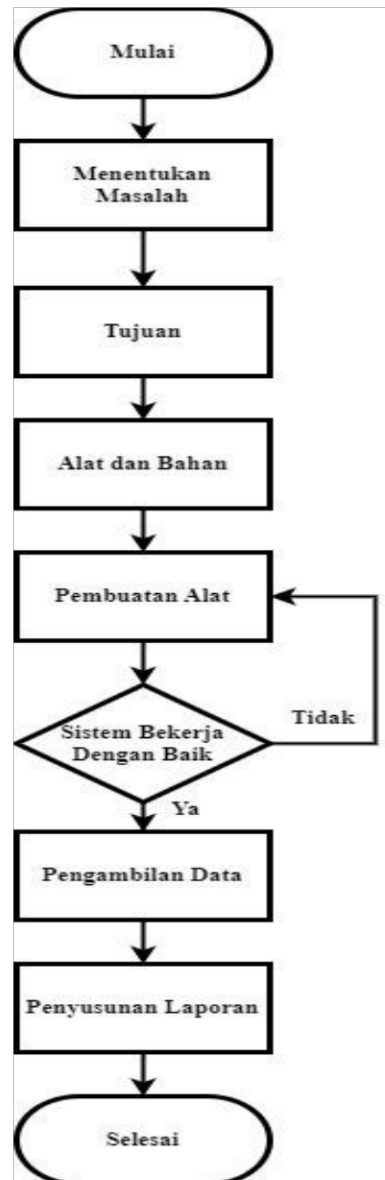 Mulai
Menentukan
Masalah
Tujuan
Alat dan Bahan
Pembuatan Alat
Sistem Bekerja
Dengan Baik
Tidak
Ya
Pengambilan Data
Penyusunan Laporan
Selesai